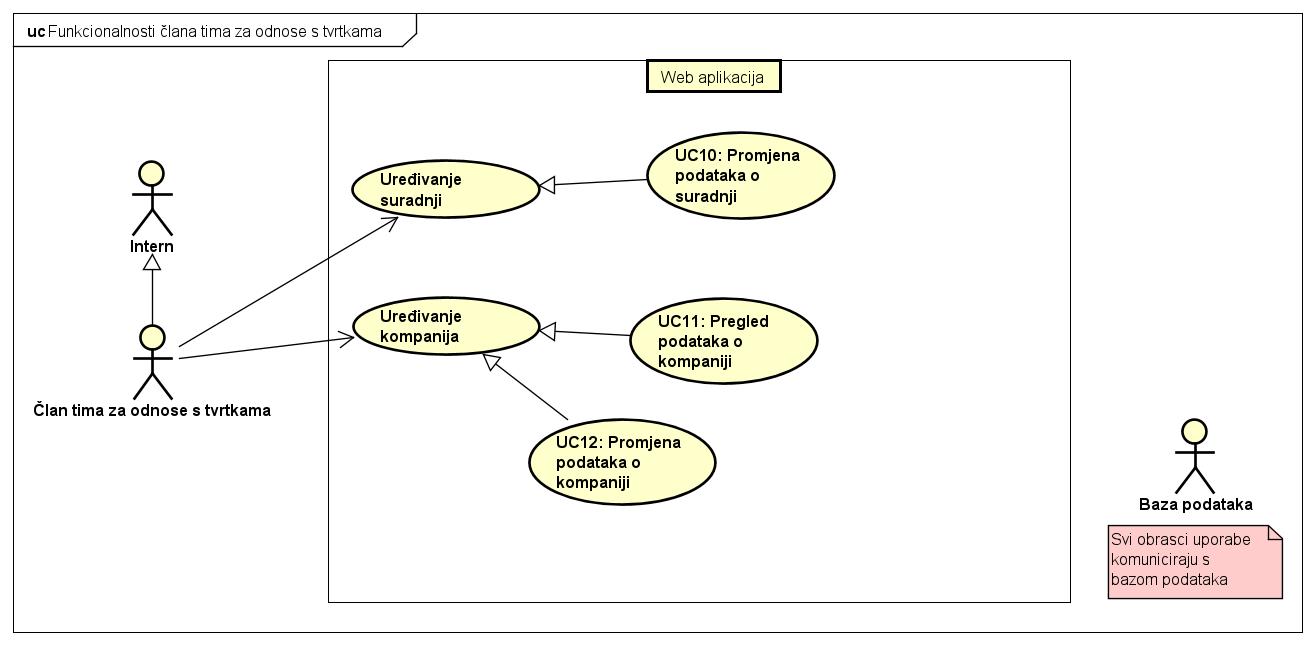 uc Funkcionalnosti člana tima za odnose s tvrtkama
Web aplikacija
UC10: Promjena
podataka o
suradnji
Uređivanje
suradnji
Intern
Uređivanje
kompanija
UC11: Pregled
podataka o
kompaniji
Član tima za odnose s tvrtkama
UC12: Promjena
podataka o
kompaniji
Baza podataka
Svi obrasci uporabe
komuniciraju s
bazom podataka